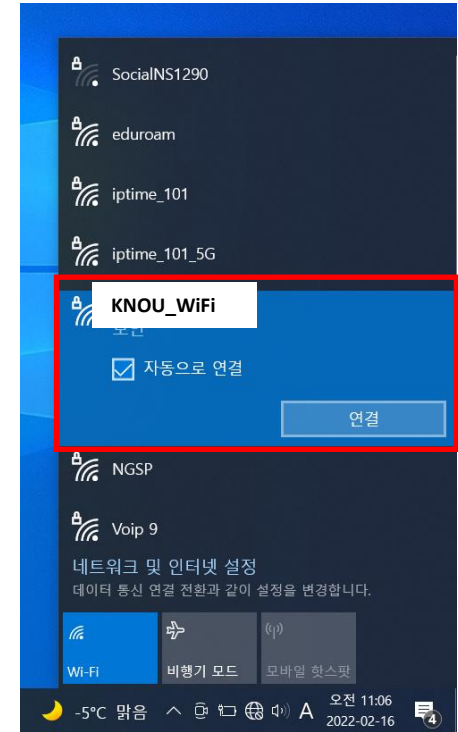 SocialNS1290
eduroam
iptime_101
iptime_101_5G
KNOU_WiFi
보안
자동으로 연결
연결
NGSP
Voip 9
네트워크 및 인터넷 설정
데이터 통신 연결 전환과 같이 설정을 변경합니다.
Wi-Fi 비행기 모드 모바일 핫스팟
오전 11:06
-5°C 맑음 A 2022-02-16 4